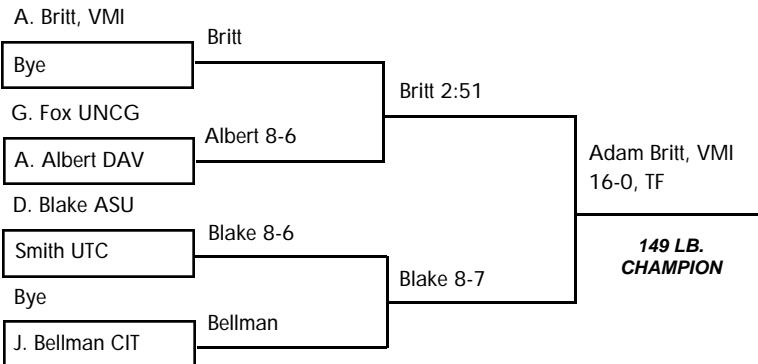 A. Britt, VMI
Bye
G. Fox UNCG
A. Albert DAV
D. Blake ASU
Smith UTC
Bye
J. Bellman CIT
Britt
Albert 8-6
Blake 8-6
Bellman
Britt 2:51
Blake 8-7
Adam Britt, VMI
16-0, TF
149 LB.
CHAMPION